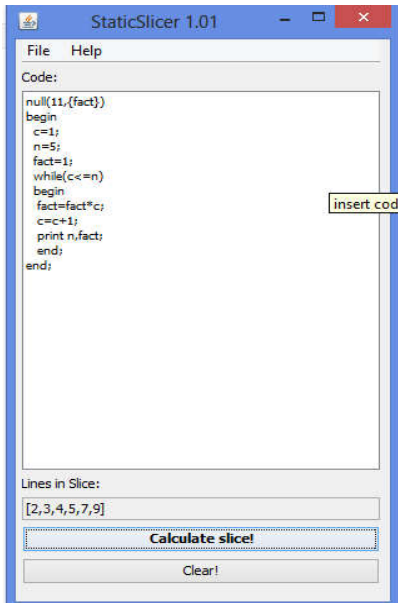 StaticSlicer 1.01
File Help
Code:
null(11,{fact})
begin
c=1;
n=5;
fact=1;
while(c<=n)
begin
fact=fact*c;
c=c+1;
print n,fact;
end;
end;
insert cod
Lines in Slice:
[2,3,4,5,7,9]
Calculate slice!
Clear!